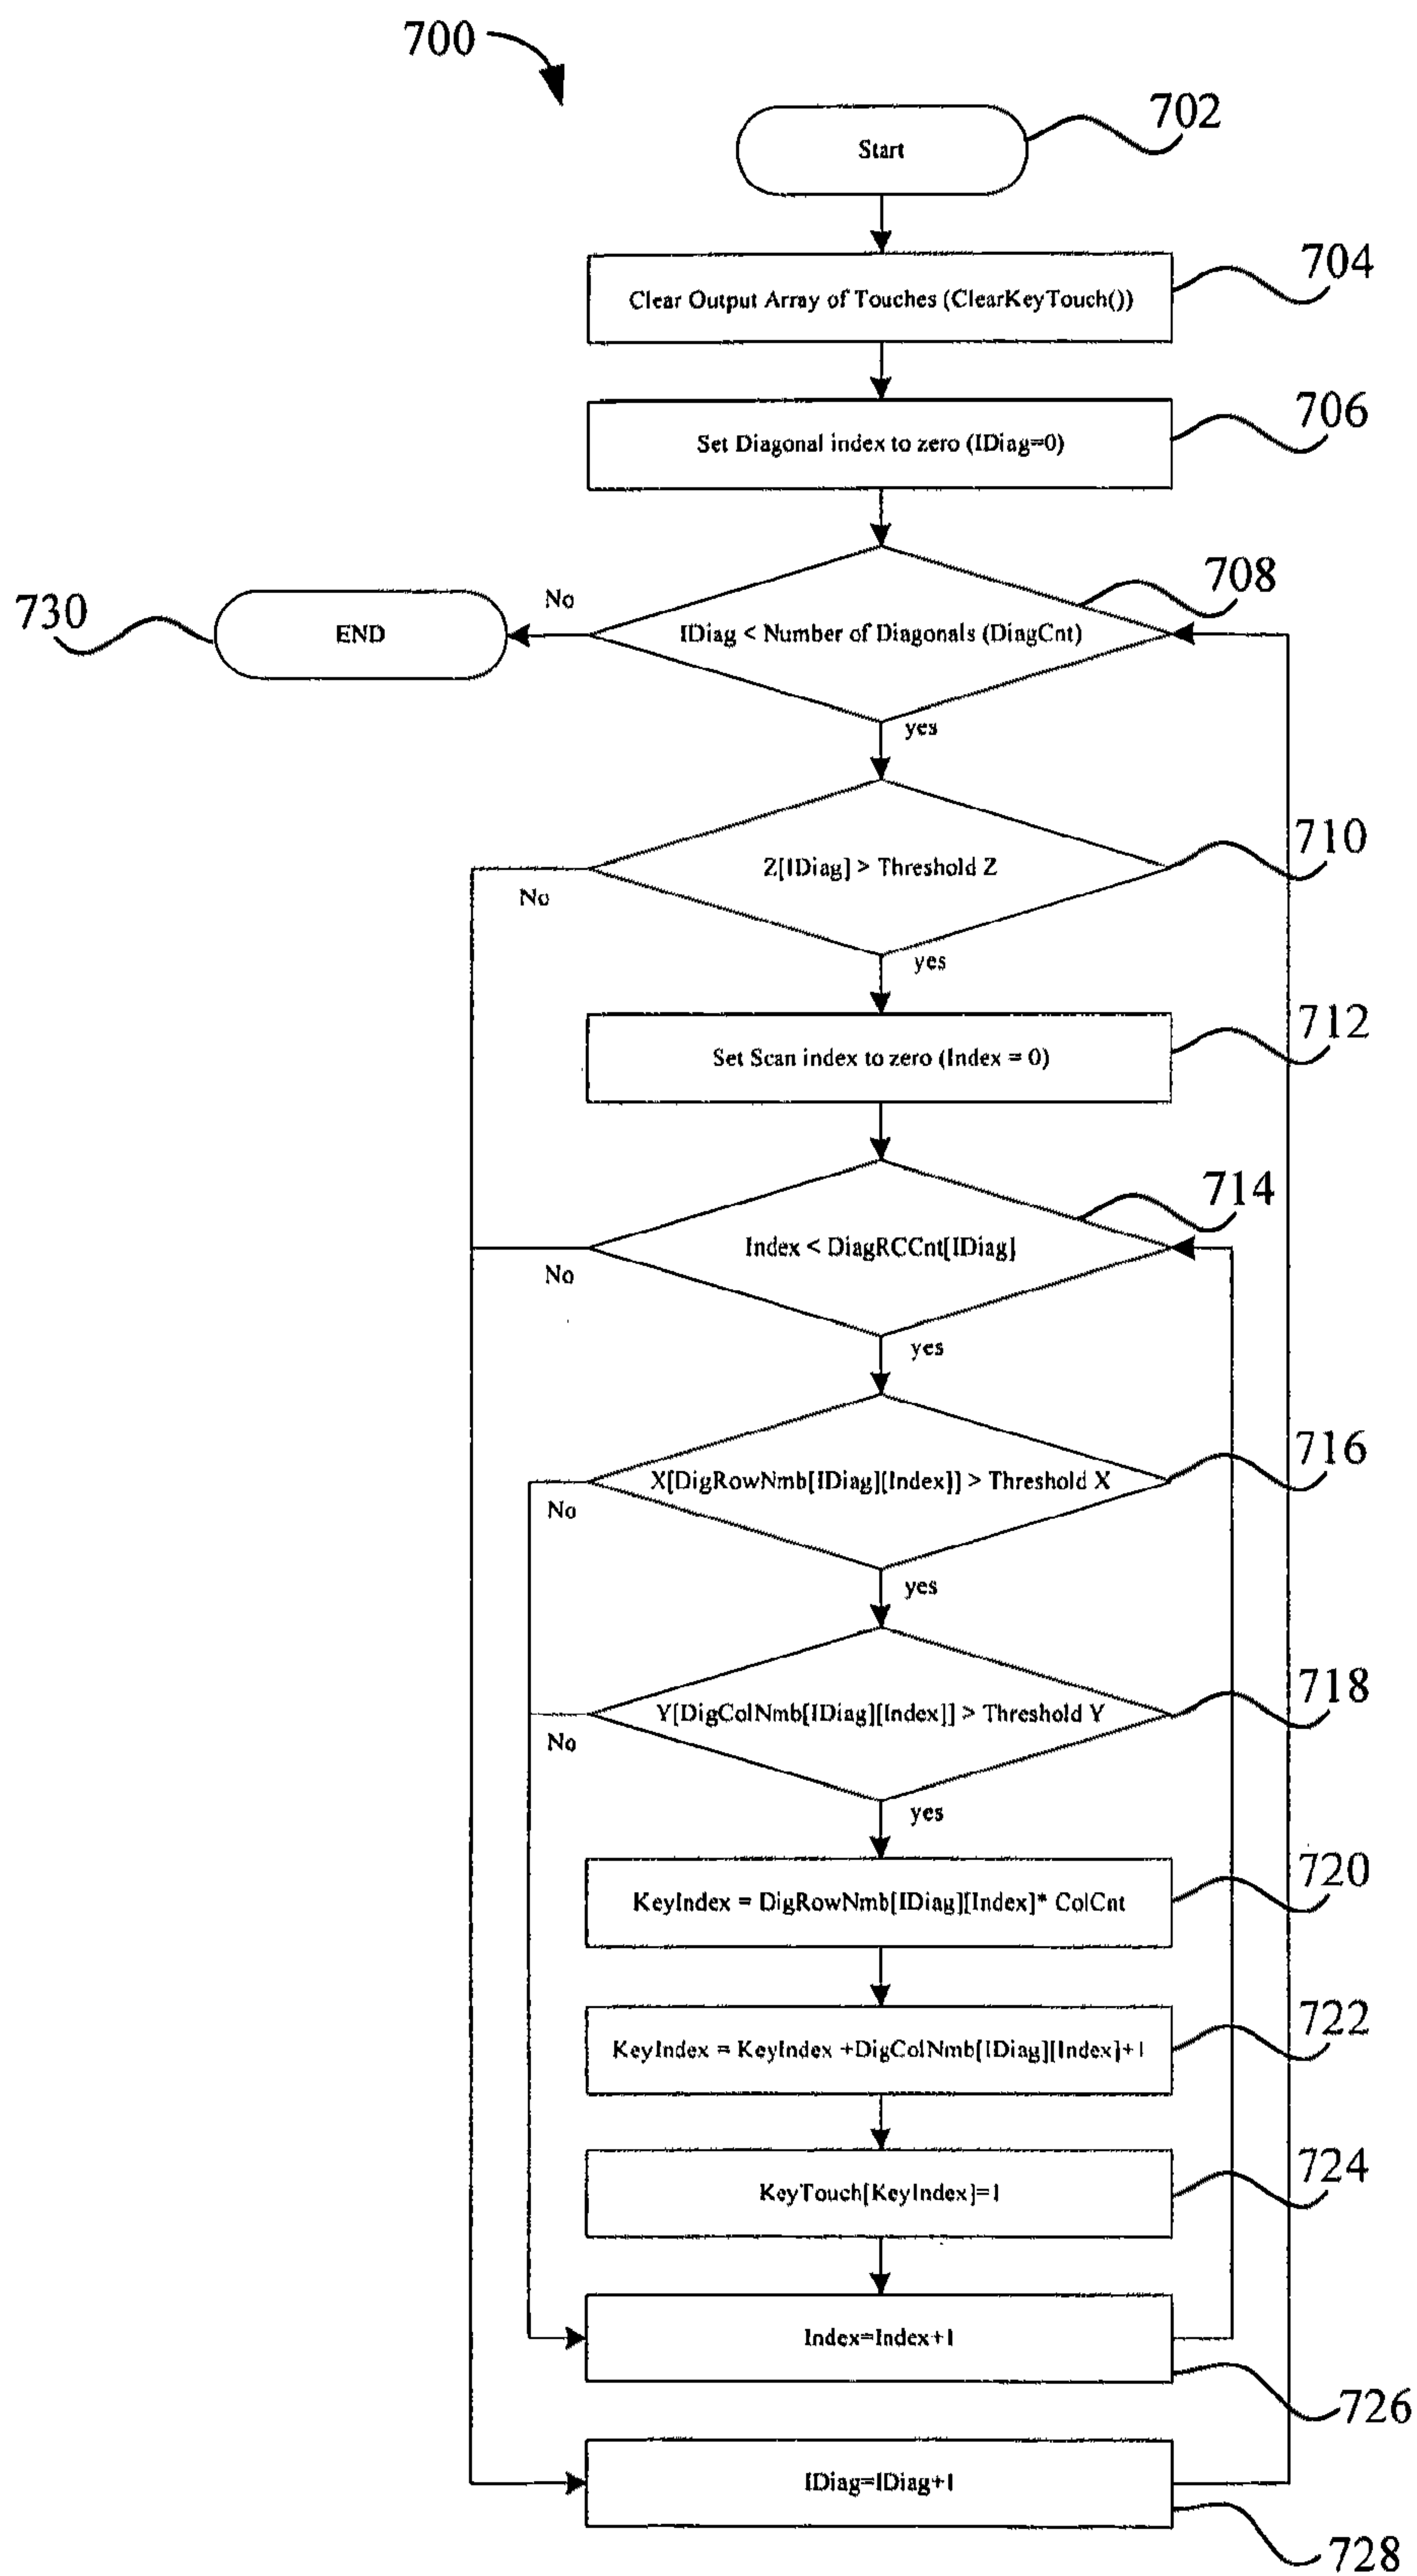 700
702
Start
704
Clear Output Array of Touches (ClearKeyTouch())
706
Set Diagonal index to zero (IDiag=0)
708
730
No
END
IDiag < Number of Diagonals (DiagCnt)
yes
710
Z[IDiag] > Threshold Z
No
yes
712
Set Scan index to zero (Index = 0)
714
Index < DiagRCCnt[IDiag]
No
yes
716
X[DigRowNmb[IDiag][Index]] > Threshold X
No
yes
718
Y[DigColNmb[IDiag][Index]] > Threshold Y
No
yes
720
KeyIndex = DigRowNmb[IDiag][Index]* ColCnt
722
KeyIndex = KeyIndex +DigColNmb[IDiag][Index]+1
724
KeyTouch[KeyIndex]=1
Index=Index+1
726
IDiag=IDiag+1
728